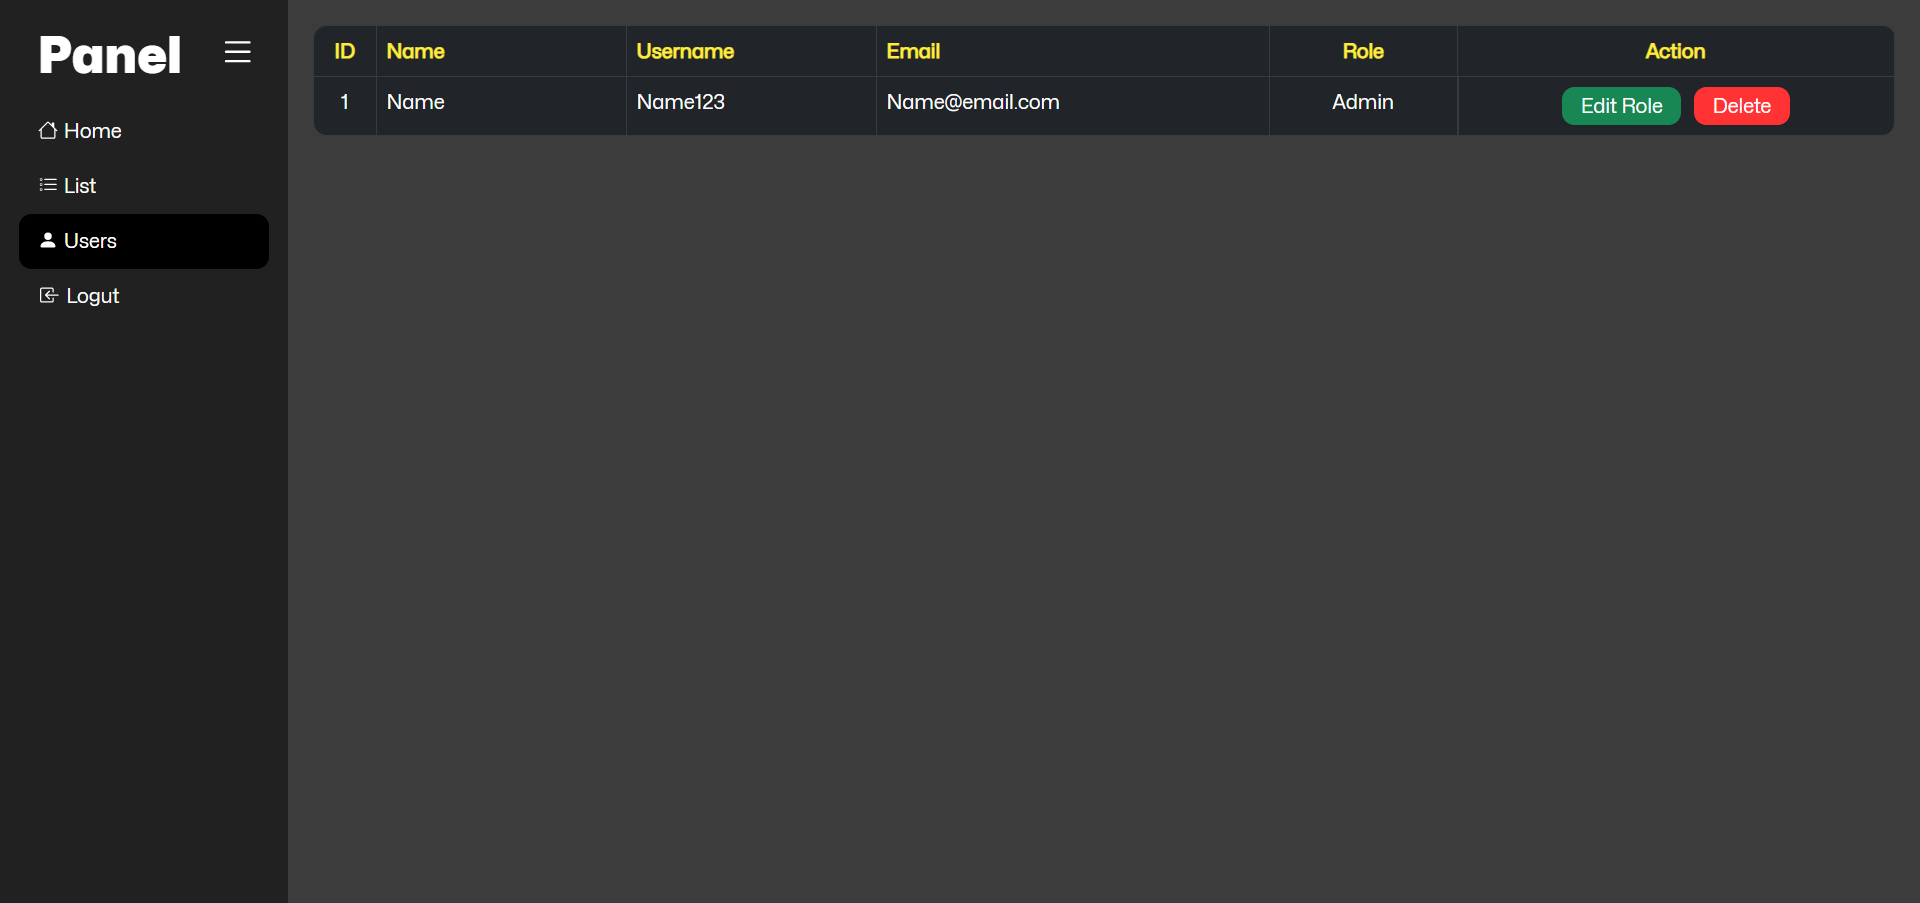 Panel
Home
List
Users
Logut
ID Name Username Email Role Action
1 Name Name123 Name@email.com Admin Edit Role Delete